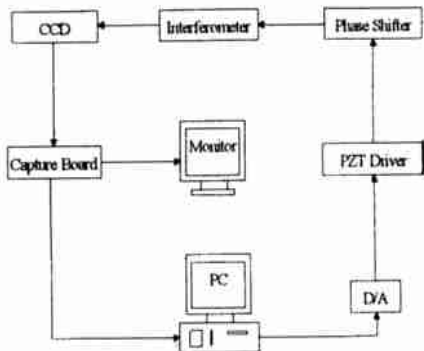 CCD
Interferometer
Phase Shifter
Capture Board
Monitor
PZT Driver
PC
D/A